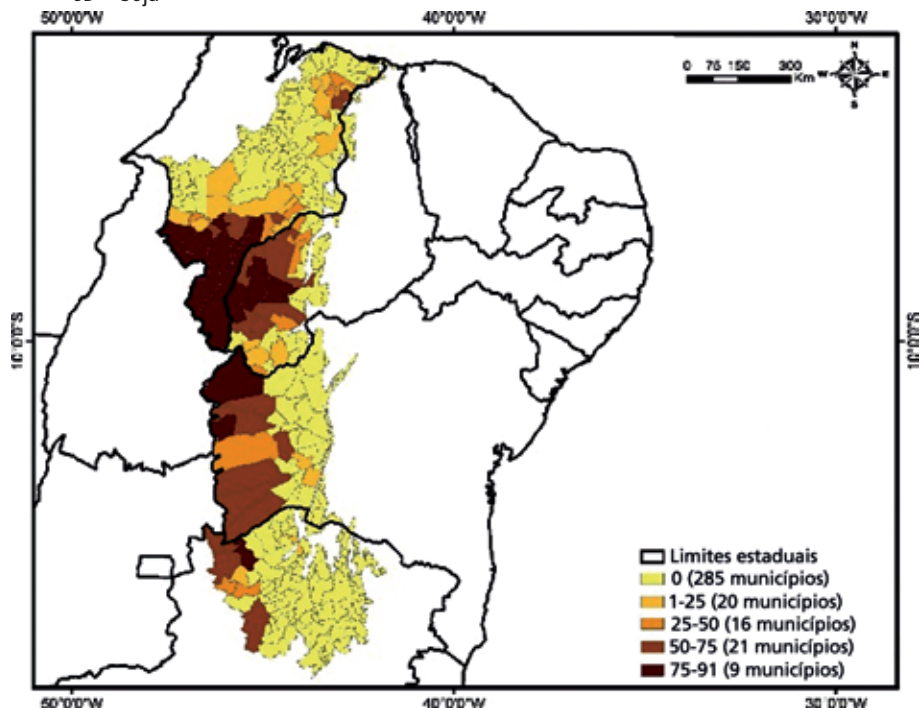 50°0'0"W 40°0'0"W 30°0'0"W
N
W E
S
0 75 150 300
Km
10°0'0"S 10°0'0"S
Limites estaduais
0 (285 municípios)
1-25 (20 municípios)
25-50 (16 municípios)
50-75 (21 municípios)
75-91 (9 municípios)
50°0'0"W 40°0'0"W 30°0'0"W